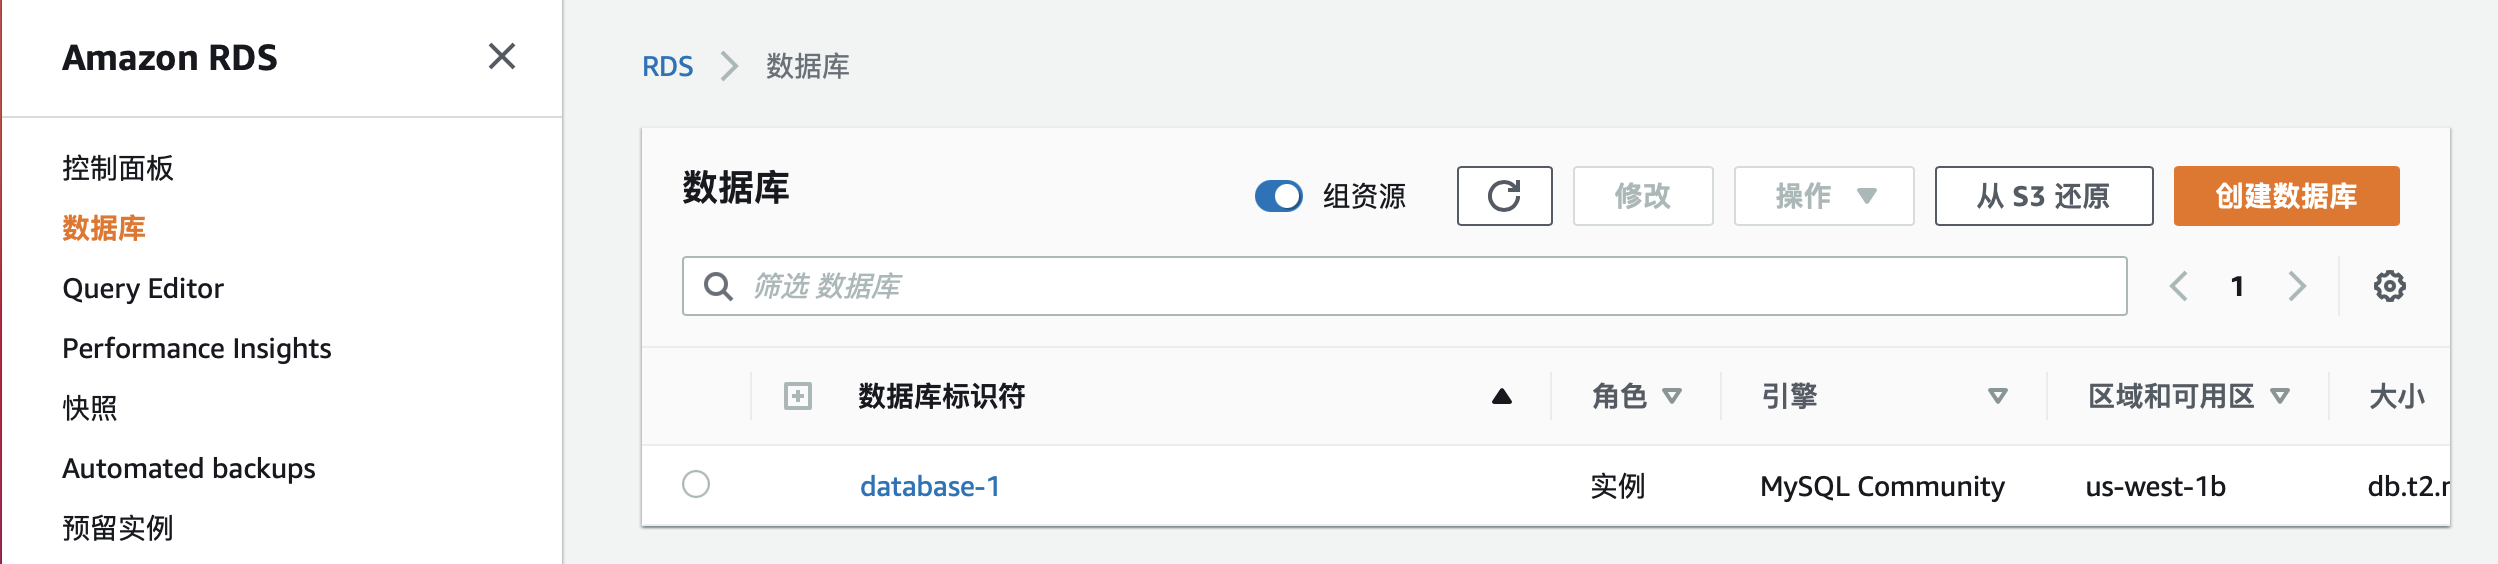 Amazon RDS
控制面板
数据库
Query Editor
Performance Insights
快照
Automated backups
预留实例
RDS
数据库
数据库
组资源
修改
操作
从 S3 还原
创建数据库
筛选 数据库
1
数据库标识符
角色
引擎
区域和可用区
大小
database-1
实例
MySQL Community
us-west-1b
db.t2.